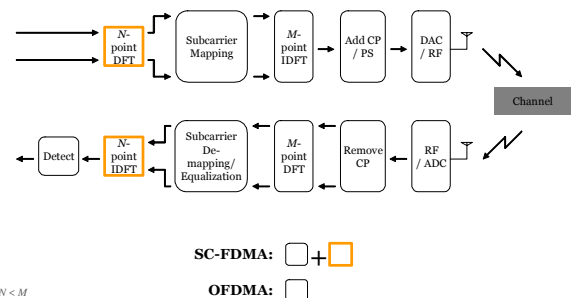 N-
point
DFT
Subcarrier
Mapping
M-
point
IDFT
Add CP
/ PS
DAC
/ RF
Channel
Detect
N-
point
IDFT
Subcarrier
De-
mapping/
Equalization
M-
point
DFT
Remove
CP
RF
/ ADC
SC-FDMA: +
N < M
OFDMA: